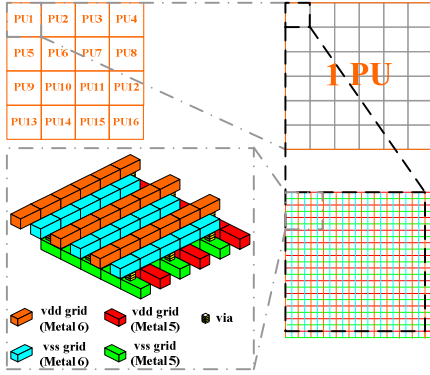 PU1 PU2 PU3 PU4
PU5 PU6 PU7 PU8
PU9 PU10 PU11 PU12
PU13 PU14 PU15 PU16
1 PU
vdd grid
(Metal 6)
vdd grid
(Metal 5)
via
vss grid
(Metal 6)
vss grid
(Metal 5)